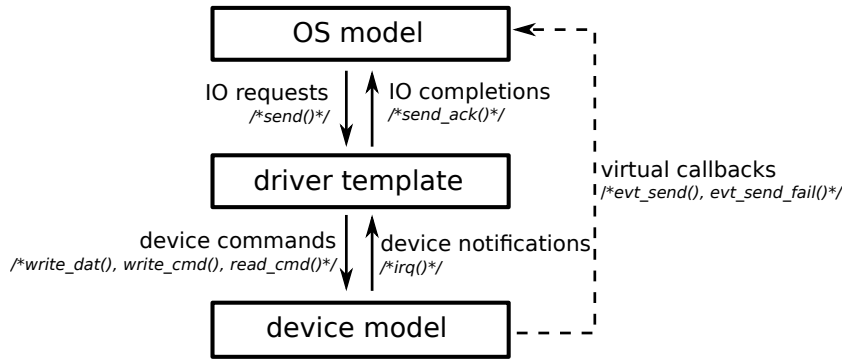 OS model
IO requests
/*send()*/
IO completions
/*send_ack()*/
driver template
virtual callbacks
/*evt_send(), evt_send_fail()*/
device commands
/*write_dat(), write_cmd(), read_cmd()*/
device notifications
/*irq()*/
device model